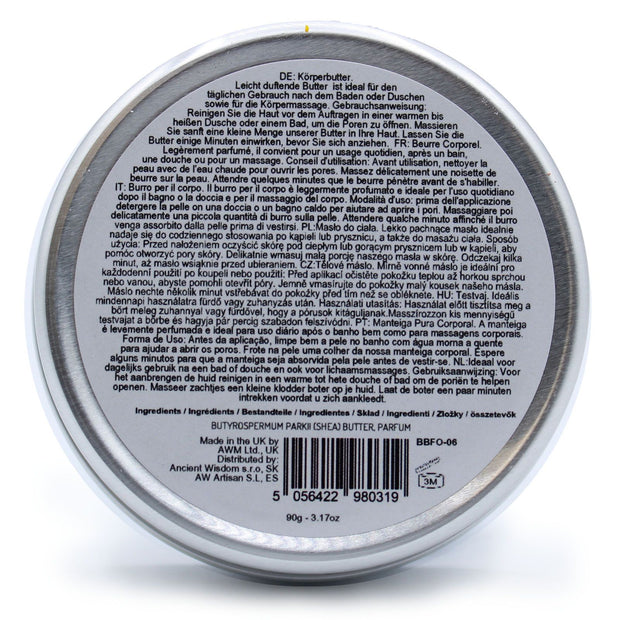 DE: Körperbutter.
Leicht duftende Butter ist ideal für den
täglichen Gebrauch nach dem Baden oder Duschen
sowie für die Körpermassage. Gebrauchsanweisung:
Reinigen Sie die Haut vor dem Auftragen in einer warmen bis
heißen Dusche oder einem Bad, um die Poren zu öffnen. Massieren
Sie sanft eine kleine Menge unserer Butter in Ihre Haut. Lassen Sie die
Butter einige Minuten einwirken, bevor Sie sich anziehen. FR: Beurre Corporel.
Legèrement parfumé, il convient pour un usage quotidien, après un bain,
une douche ou pour un massage. Conseil d'utilisation: Avant utilisation, nettoyer la
peau avec de l'eau chaude pour ouvrir les pores. Massez délicatement une noisette de
beurre sur la peau. Attendre quelques minutes que le beurre pénètre avant de s'habiller.
IT: Burro per il corpo. Il burro per il corpo è leggermente profumato e ideale per l'uso quotidiano
dopo il bagno o la doccia e per il massaggio del corpo. Modalità d'uso: prima dell'applicazione
detergere la pelle in una doccia o un bagno caldo per aiutare ad aprire i pori. Massaggiare poi
delicatamente una piccola quantità di burro sulla pelle. Attendere qualche minuto affinché il burro
venga assorbito dalla pelle prima di vestirsi. PL:Masło do ciała. Lekko pachnące masło idealnie
nadaje się do codziennego stosowania po kąpieli lub prysznicu, a także do masażu ciała. Sposób
użycia: Przed nałożeniem oczyścić skórę pod ciepłym lub gorącym prysznicem lub w kąpieli, aby
pomóc otworzyć pory skóry. Delikatnie wmasuj małą porcję naszego masła w skórę. Odczekaj kilka
minut, aż masło wsiąknie przed ubieraniem. CZ:Tělové máslo. Mírně vonné máslo je ideální pro
každodenní použití po koupeli nebo použití: Před aplikací očistěte pokožku teplou až horkou sprchou
nebo vanou, abyste pomohli otevřít póry. Jemně vmasírujte do pokožky malý kousek našeho másla.
Máslo nechte několik minut vstřebávat do pokožky před tím než se obléknete. HU: Testvaj. Ideális
mindennapi használatra fürdő vagy zuhanyzás után. Használati utasítás: Használat előtt tisztítsa meg a
bőrt meleg zuhannyal vagy fürdővel, hogy a pórusok kitáguljanak.Masszírozzon kis mennyiségű
testvajat a bőrbe és hagyja pár percig szabadon felszívódni. PT: Manteiga Pura Corporal. A manteiga
é levemente perfumada e ideal para uso diário após o banho bem como para massagens corporais.
Forma de Uso: Antes da aplicação, limpe bem a pele no banho com água morna a quente
para ajudar a abrir os poros. Frote na pele uma colher da nossa manteiga corporal. Espere
alguns minutos para que a manteiga seja absorvida pela pele antes de vestir-se. NL:Ideaal voor
dagelijks gebruik na een bad of douche en ook voor lichaamsmassages. Gebruiksaanwijzing: Voor
het aanbrengen de huid reinigen in een warme tot hete douche of bad om de poriën te helpen
openen. Masseer zachtjes een kleine klodder boter op je huid. Laat de boter een paar minuten
intrekken voordat u zich aankleedt.
Ingredients / Ingrédients / Bestandteile / Ingredientes / Sklad / Ingredienti / Zložky / összetevők
BUTYROSPERMUM PARKII (SHEA) BUTTER, PARFUM
Made in the UK by
AWM Ltd., UK
Distributed by:
Ancient Wisdom s.r.o, SK
AW Artisan S.L, ES
BBFO-06
3M
5 056422 980319
90g - 3.17oz